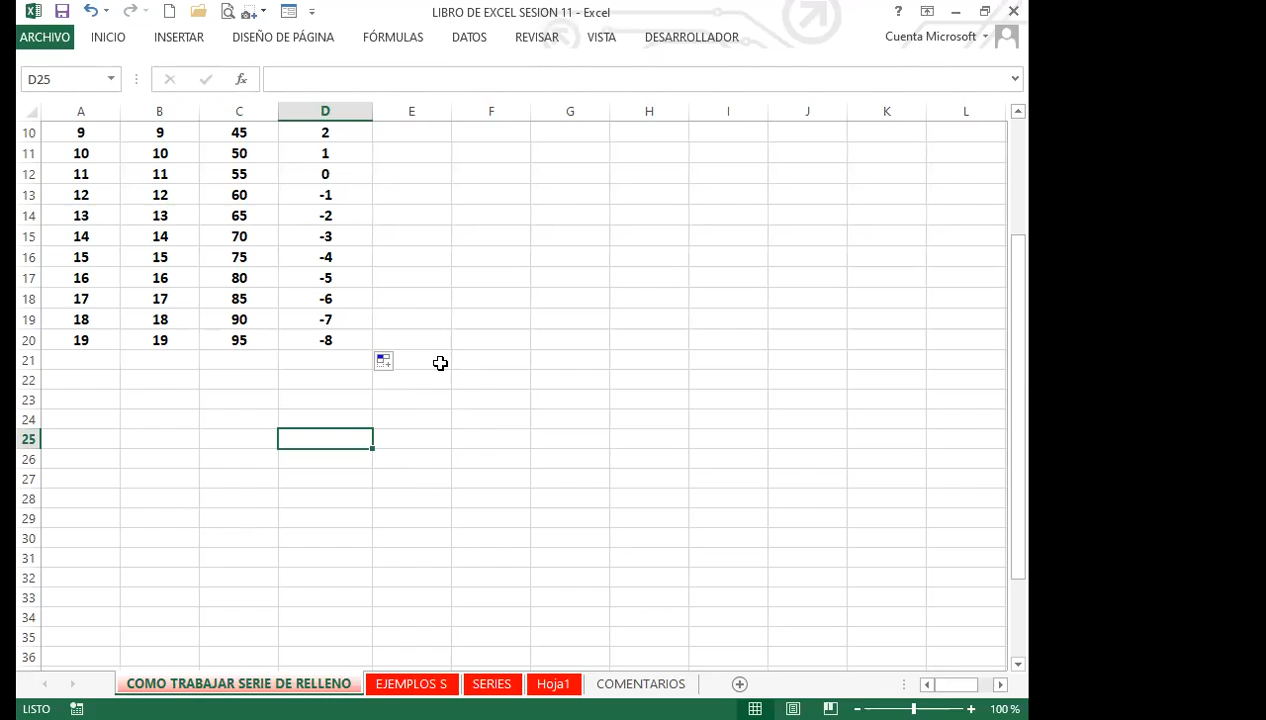 LIBRO DE EXCEL SESION 11 - Excel
?
ARCHIVO INICIO INSERTAR DISEÑO DE PÁGINA FÓRMULAS DATOS REVISAR VISTA DESARROLLADOR Cuenta Microsoft
D25 fx
A B C D E F G H I J K L
10 9 9 45 2
11 10 10 50 1
12 11 11 55 0
13 12 12 60 -1
14 13 13 65 -2
15 14 14 70 -3
16 15 15 75 -4
17 16 16 80 -5
18 17 17 85 -6
19 18 18 90 -7
20 19 19 95 -8
21
22
23
24
25
26
27
28
29
30
31
32
33
34
35
36
COMO TRABAJAR SERIE DE RELLENO EJEMPLOS S SERIES Hoja1 COMENTARIOS
LISTO 100 %